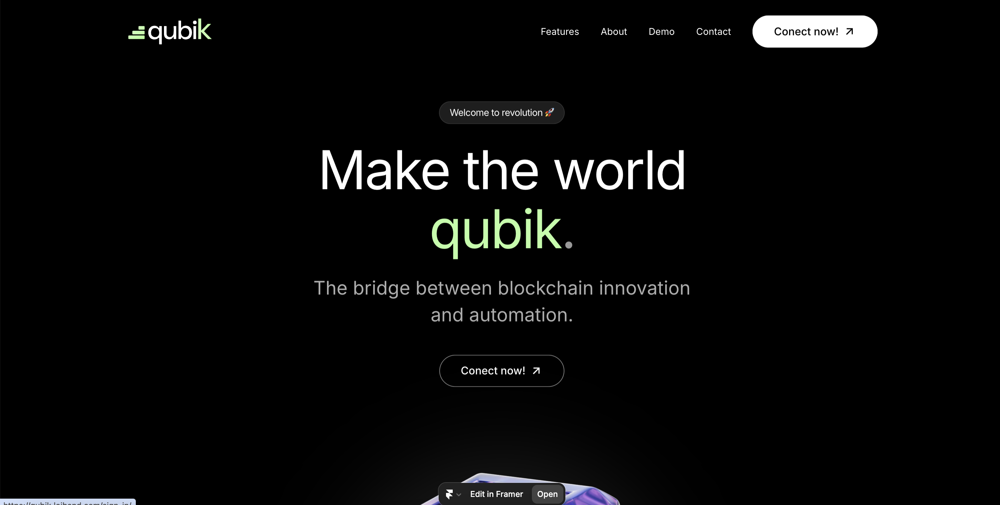 qubik
Features
About
Demo
Contact
Conect now!
Welcome to revolution 🚀
Make the world
qubik.
The bridge between blockchain innovation
and automation.
Conect now!
Edit in Framer
Open